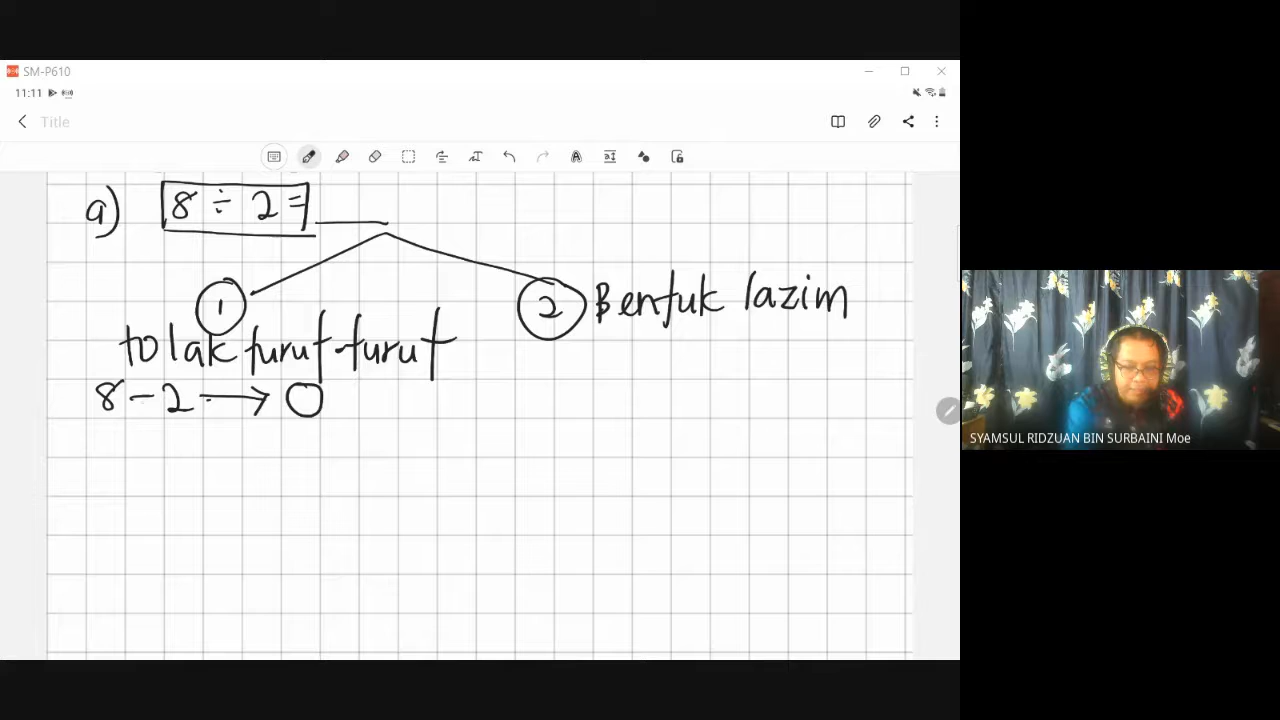 SM-P610
11:11
Title
a) 8 ÷ 2 = ____
1
2 Bentuk lazim
tolak turut-turut
8 - 2 → 0
SYAMSUL RIDZUAN BIN SURBAINI Moe